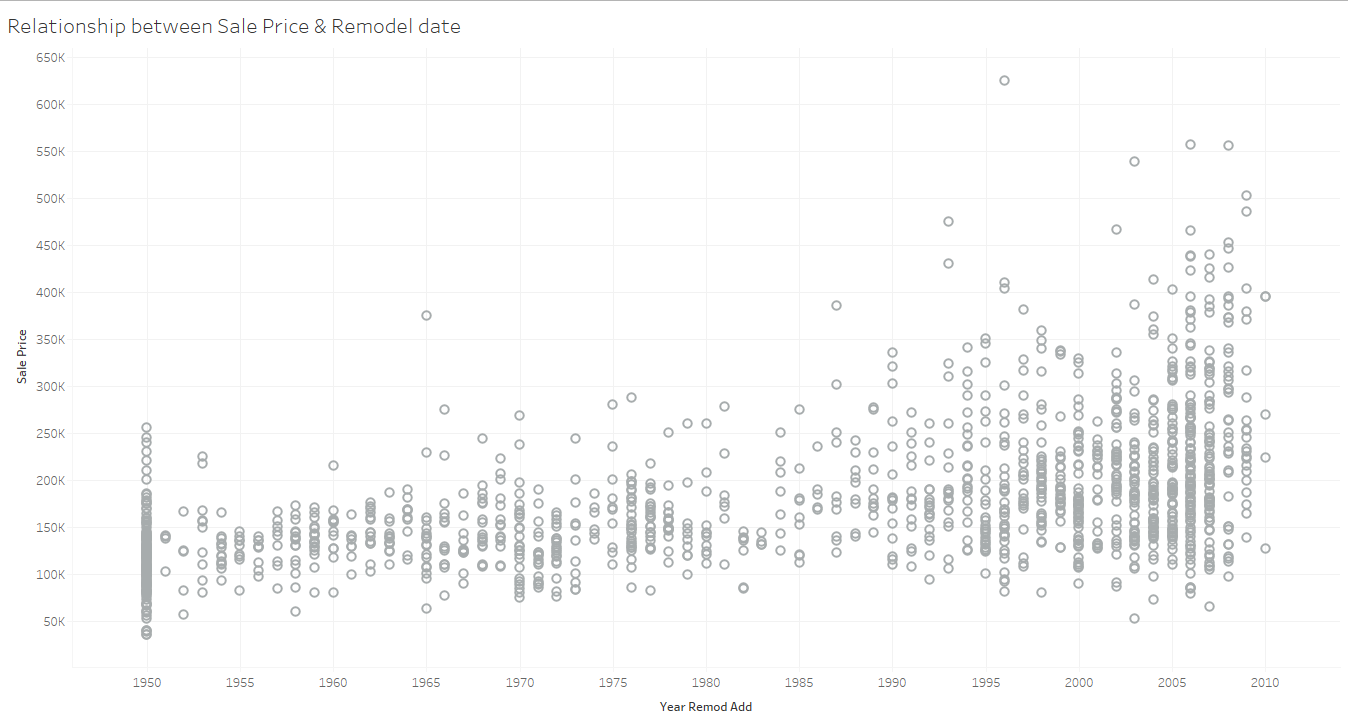 Relationship between Sale Price & Remodel date
650K
600K
550K
500K
450K
400K
350K
300K
250K
200K
150K
100K
50K
Sale Price
1950 1955 1960 1965 1970 1975 1980 1985 1990 1995 2000 2005 2010
Year Remod Add